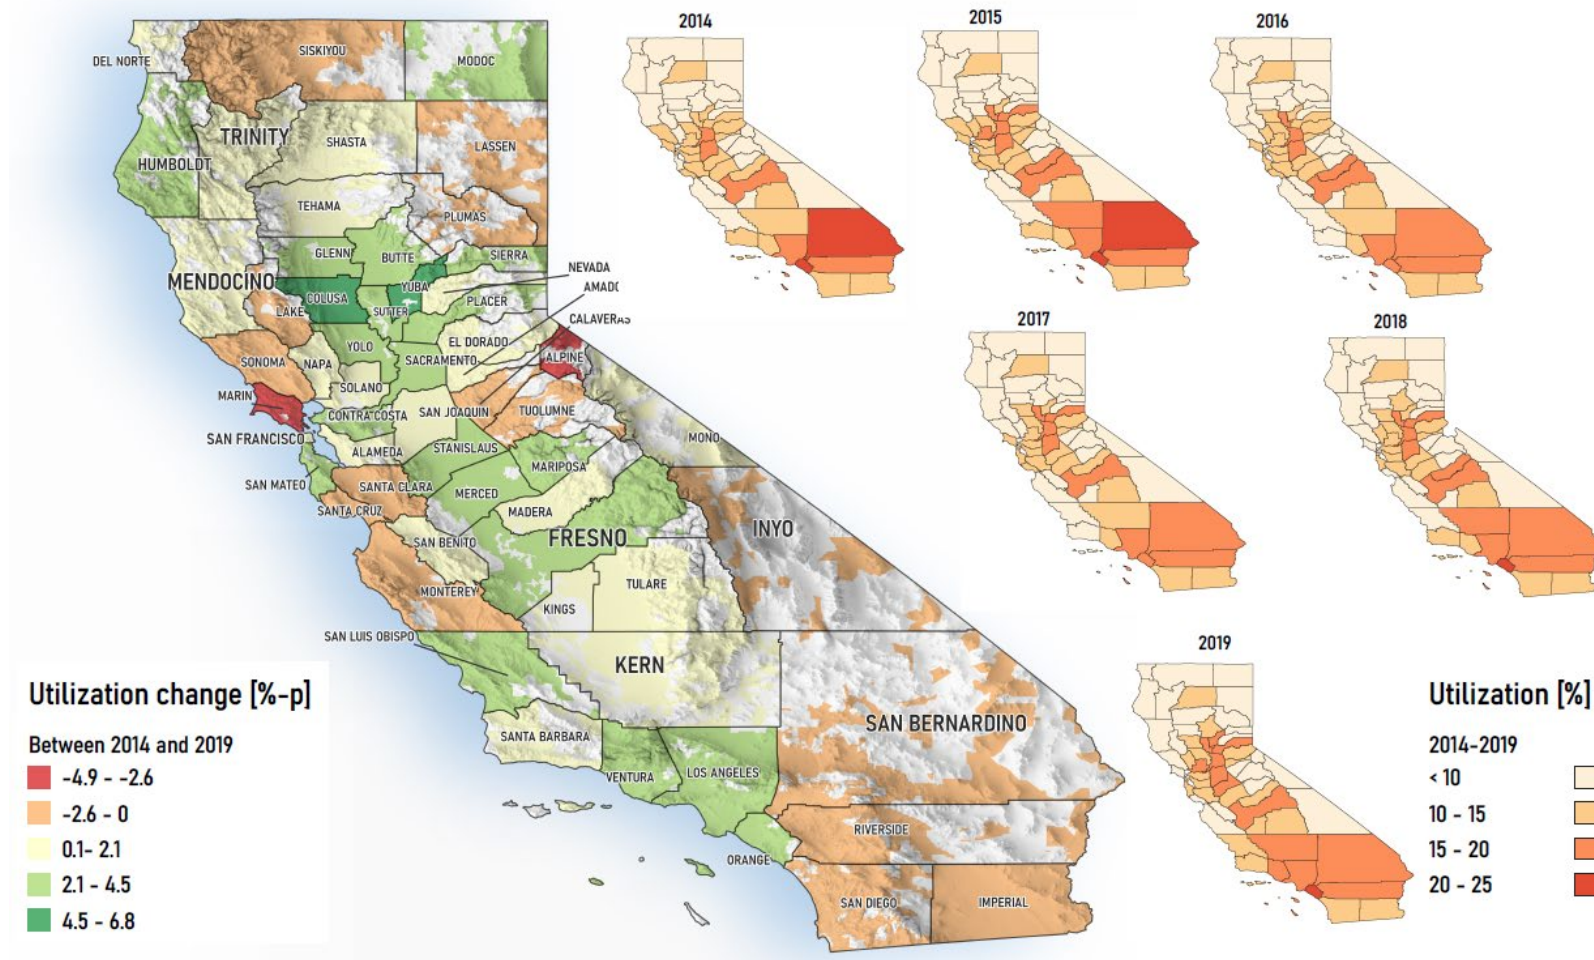 2014
2015
2016
DEL NORTE
SISKIYOU
MODOC
TRINITY
SHASTA
LASSEN
HUMBOLDT
TEHAMA
PLUMAS
GLENN
BUTTE
SIERRA
MENDOCINO
COLUSA
YUBA
NEVADA
LAKE
SUTTER
PLACER
AMADO
CALAVERAS
YOLO
EL DORADO
SONOMA
NAPA
SACRAMENTO
ALPINE
SOLANO
MARIN
CONTRA COSTA
SAN JOAQUIN
TUOLUMNE
SAN FRANCISCO
ALAMEDA
STANISLAUS
MONO
MARIPOSA
SAN MATEO
SANTA CLARA
MERCED
SANTA CRUZ
MADERA
FRESNO
INYO
SAN BENITO
TULARE
MONTEREY
KINGS
SAN LUIS OBISPO
KERN
SAN BERNARDINO
SANTA BARBARA
VENTURA
LOS ANGELES
RIVERSIDE
ORANGE
SAN DIEGO
IMPERIAL
2017
2018
2019
Utilization change [%-p]
Between 2014 and 2019
-4.9 - -2.6
-2.6 - 0
0.1- 2.1
2.1 - 4.5
4.5 - 6.8
Utilization [%]
2014-2019
< 10
10 - 15
15 - 20
20 - 25